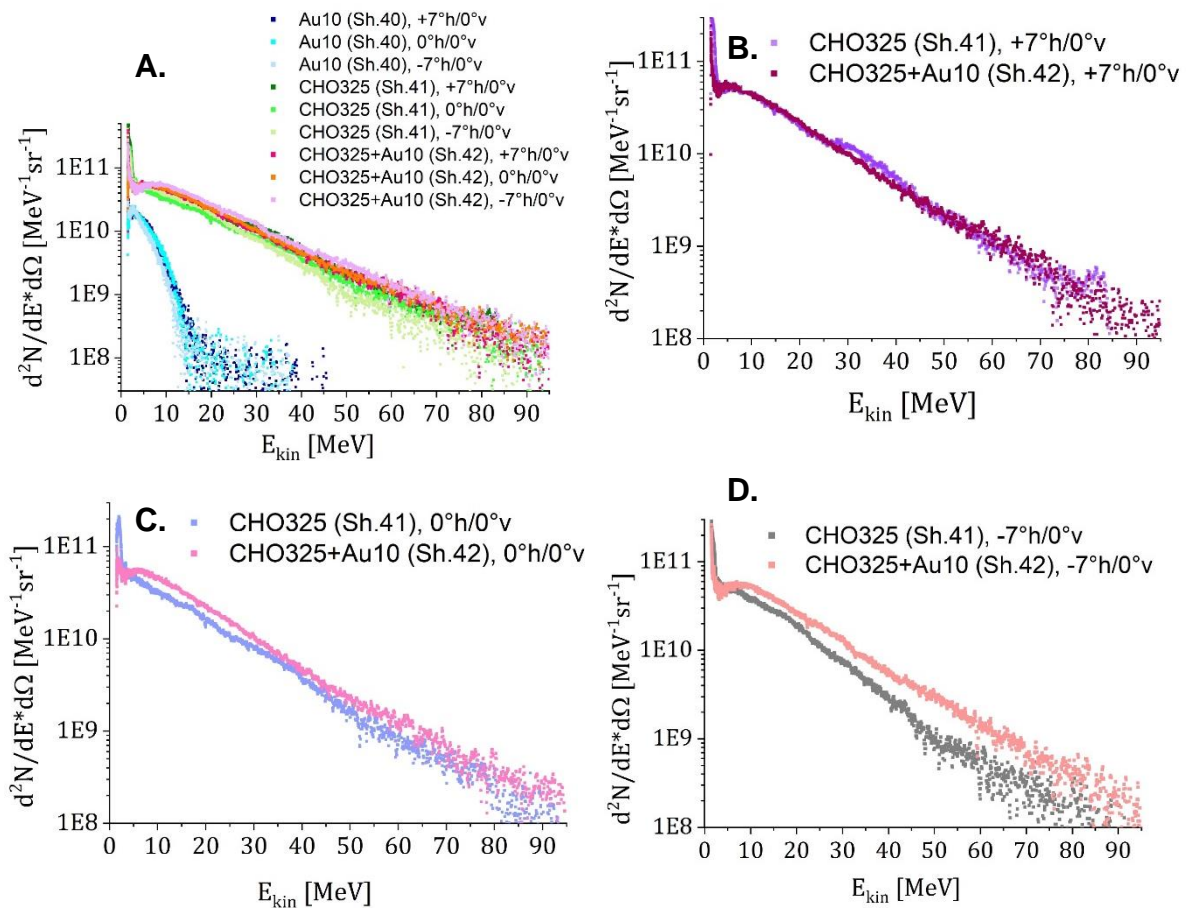 A.
Au10 (Sh.40), +7°h/0°v
Au10 (Sh.40), 0°h/0°v
Au10 (Sh.40), -7°h/0°v
CHO325 (Sh.41), +7°h/0°v
CHO325 (Sh.41), 0°h/0°v
CHO325 (Sh.41), -7°h/0°v
CHO325+Au10 (Sh.42), +7°h/0°v
CHO325+Au10 (Sh.42), 0°h/0°v
CHO325+Au10 (Sh.42), -7°h/0°v
d²N/dE*dΩ [MeV⁻¹sr⁻¹]
1E11
1E10
1E9
1E8
0 10 20 30 40 50 60 70 80 90
E_kin [MeV]
B.
CHO325 (Sh.41), +7°h/0°v
CHO325+Au10 (Sh.42), +7°h/0°v
d²N/dE*dΩ [MeV⁻¹sr⁻¹]
1E11
1E10
1E9
1E8
0 10 20 30 40 50 60 70 80 90
E_kin [MeV]
C.
CHO325 (Sh.41), 0°h/0°v
CHO325+Au10 (Sh.42), 0°h/0°v
d²N/dE*dΩ [MeV⁻¹sr⁻¹]
1E11
1E10
1E9
1E8
0 10 20 30 40 50 60 70 80 90
E_kin [MeV]
D.
CHO325 (Sh.41), -7°h/0°v
CHO325+Au10 (Sh.42), -7°h/0°v
d²N/dE*dΩ [MeV⁻¹sr⁻¹]
1E11
1E10
1E9
1E8
0 10 20 30 40 50 60 70 80 90
E_kin [MeV]